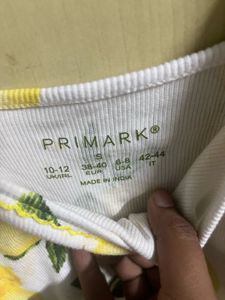 PRIMARK®
S
10-12 38-40 6-8 42-44
UK/IRL EUR USA IT
MADE IN INDIA